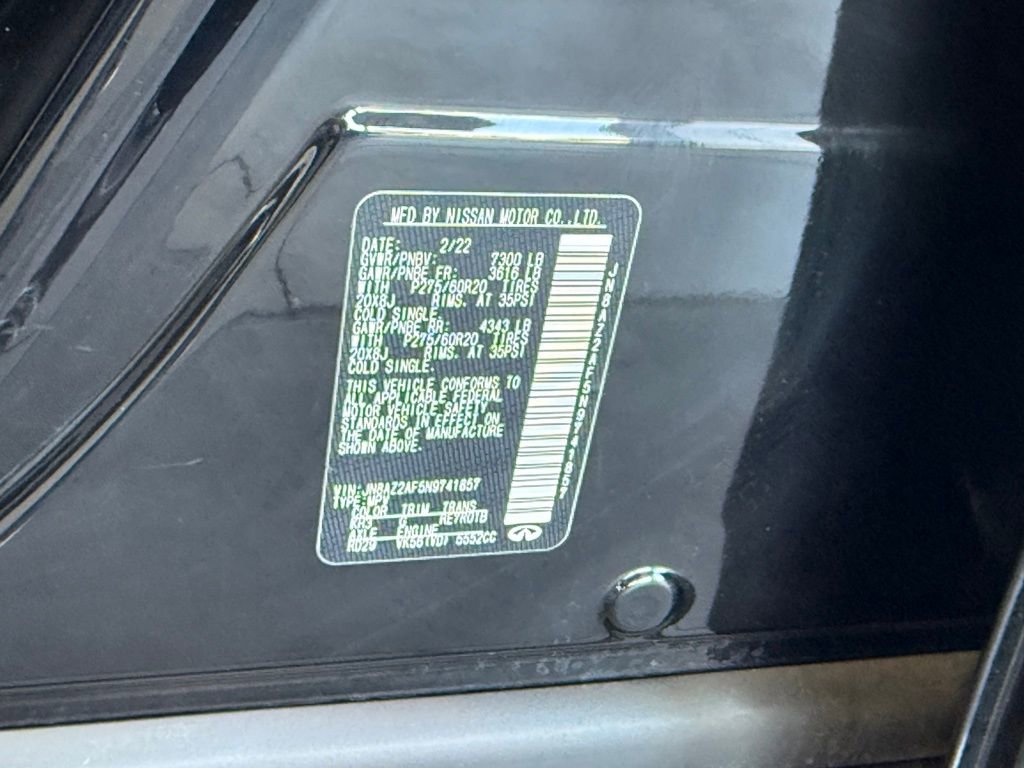 MFD BY NISSAN MOTOR CO.,LTD.
DATE: 2/22
GVWR/PNBV: 7300 LB
GAWR/PNBE FR: 3616 LB
WITH P275/60R20 TIRES
20X8J RIMS. AT 35PSI
COLD SINGLE.
GAWR/PNBE RR: 4343 LB
WITH P275/60R20 TIRES
20X8J RIMS. AT 35PSI
COLD SINGLE.
THIS VEHICLE CONFORMS TO
ALL APPLICABLE FEDERAL
MOTOR VEHICLE SAFETY
STANDARDS IN EFFECT ON
THE DATE OF MANUFACTURE
SHOWN ABOVE.
VIN:JN8AZ2AF5N9741857
TYPE:MPV
COLOR TRIM TRANS
KH3 G RE7R01B
AXLE ENGINE
RD29 VK56(VD) 5552CC
JN8AZ2AF5N9741857